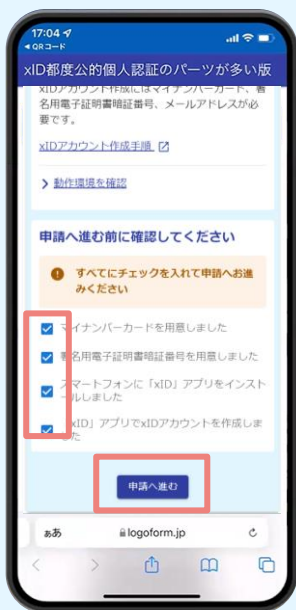 17:04
◀ QRコード
xID都度公的個人認証のパーツが多い版
xIDアカウント作成にはマイナンバーカード、署
名用電子証明書暗証番号、メールアドレスが必
要です。
xIDアカウント作成手順
> 動作環境を確認
申請へ進む前に確認してください
すべてにチェックを入れて申請へお進
みください
マイナンバーカードを用意しました
署名用電子証明書暗証番号を用意しました
スマートフォンに「xID」アプリをインスト
ールしました
「xID」アプリでxIDアカウントを作成しま
した
申請へ進む
ぁあ logoform.jp